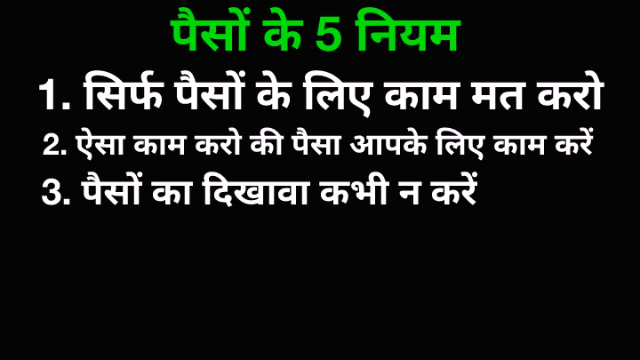 पैसों के 5 नियम
1. सिर्फ पैसों के लिए काम मत करो
2. ऐसा काम करो की पैसा आपके लिए काम करें
3. पैसों का दिखावा कभी न करें